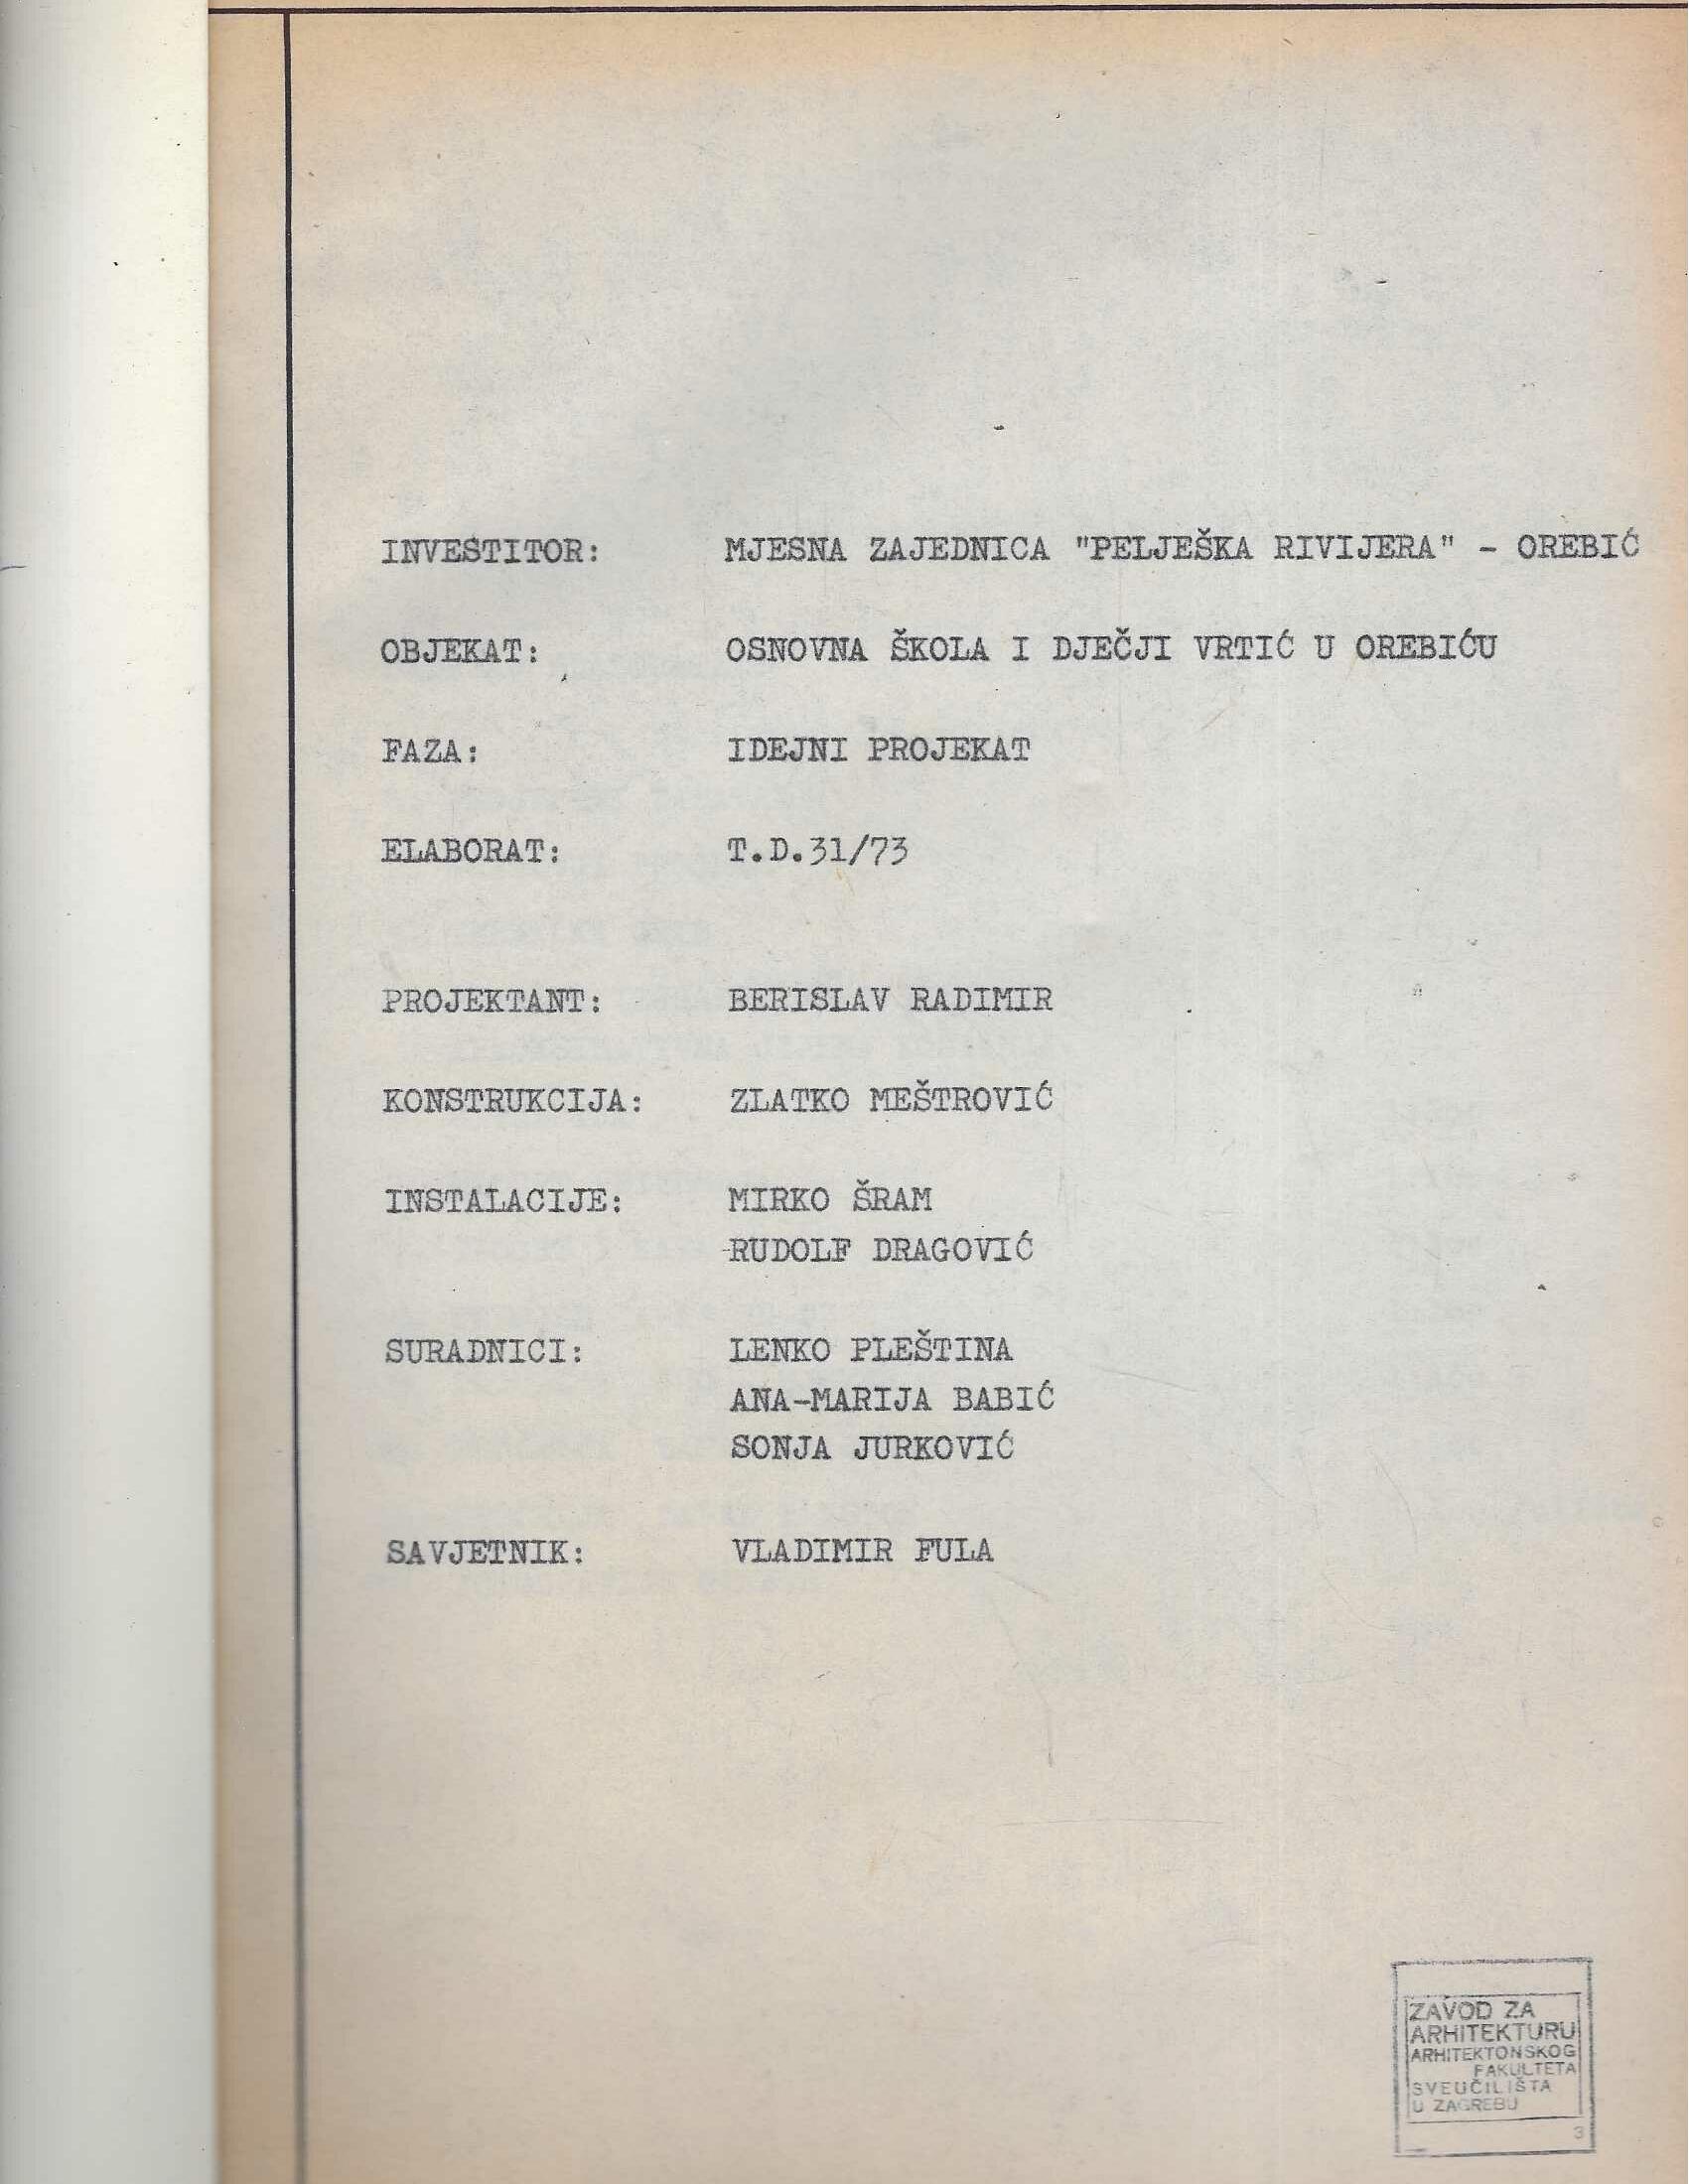 INVESTITOR: MJESNA ZAJEDNICA "PELJEŠKA RIVIJERA" - OREBIĆ
OBJEKAT: OSNOVNA ŠKOLA I DJEČJI VRTIĆ U OREBIĆU
FAZA: IDEJNI PROJEKAT
ELABORAT: T.D.31/73
PROJEKTANT: BERISLAV RADIMIR
KONSTRUKCIJA: ZLATKO MEŠTROVIĆ
INSTALACIJE: MIRKO ŠRAM
RUDOLF DRAGOVIĆ
SURADNICI: LENKO PLEŠTINA
ANA-MARIJA BABIĆ
SONJA JURKOVIĆ
SAVJETNIK: VLADIMIR FULA
ZAVOD ZA
ARHITEKTURU
ARHITEKTONSKOG
FAKULTETA
SVEUČILIŠTA
U ZAGREBU
3